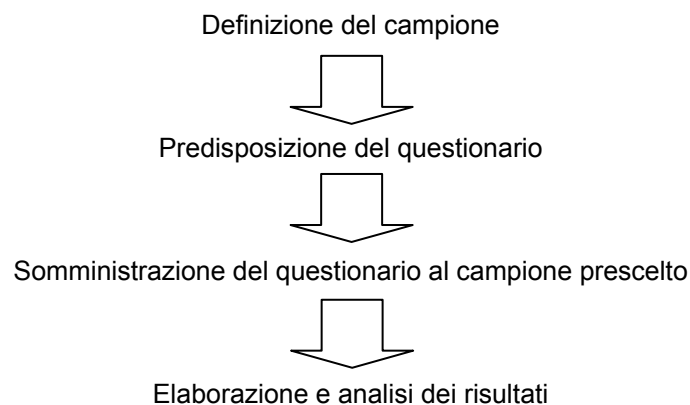 Definizione del campione
Predisposizione del questionario
Somministrazione del questionario al campione prescelto
Elaborazione e analisi dei risultati